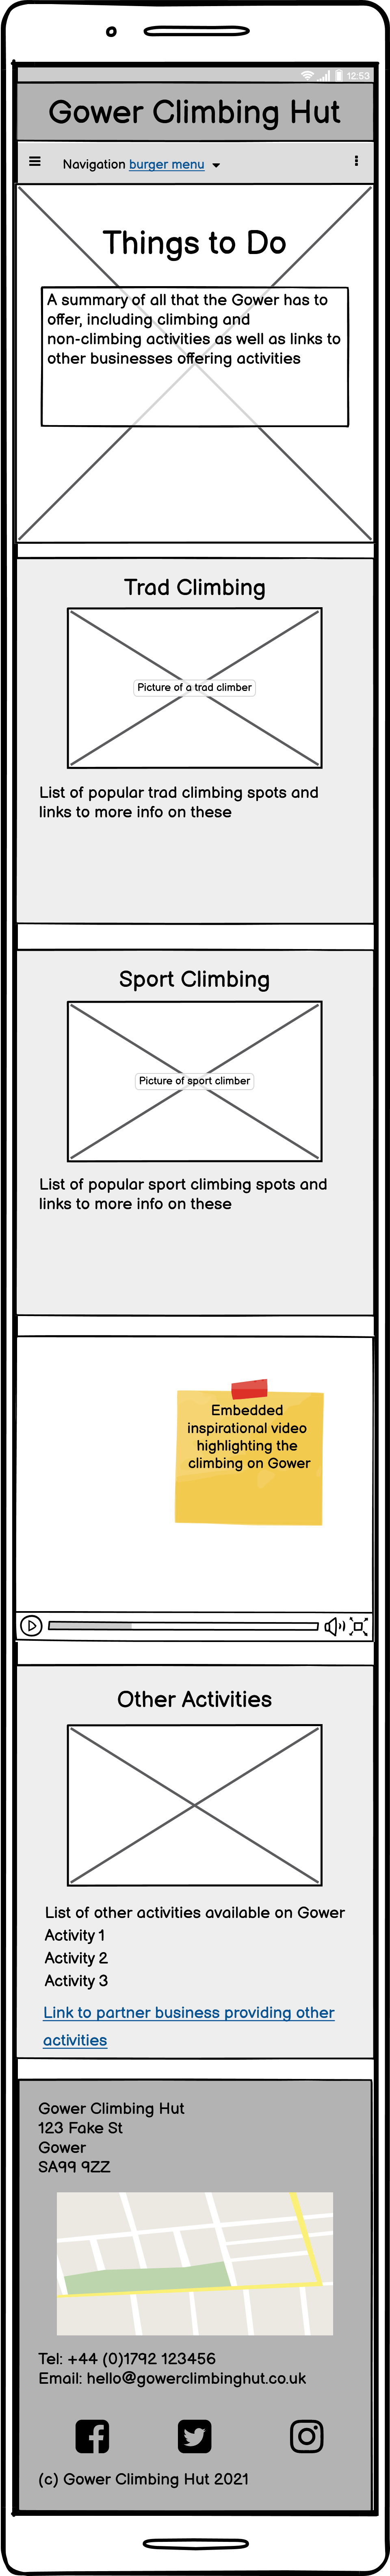 12:53
Gower Climbing Hut
Navigation burger menu
Things to Do
A summary of all that the Gower has to
offer, including climbing and
non-climbing activities as well as links to
other businesses offering activities
Trad Climbing
Picture of a trad climber
List of popular trad climbing spots and
links to more info on these
Sport Climbing
Picture of sport climber
List of popular sport climbing spots and
links to more info on these
Embedded
inspirational video
highlighting the
climbing on Gower
Other Activities
List of other activities available on Gower
Activity 1
Activity 2
Activity 3
Link to partner business providing other
activities
Gower Climbing Hut
123 Fake St
Gower
SA99 9ZZ
Tel: +44 (0)1792 123456
Email: hello@gowerclimbinghut.co.uk
(c) Gower Climbing Hut 2021